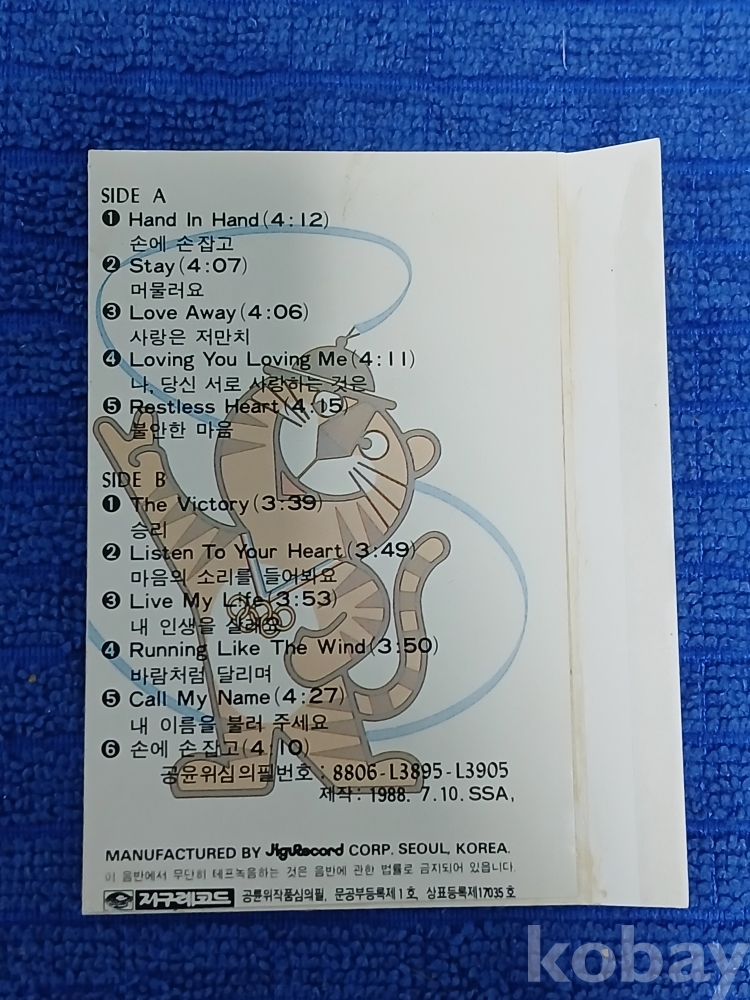 SIDE A
❶ Hand In Hand(4:12)
손에 손잡고
❷ Stay(4:07)
머물러요
❸ Love Away(4:06)
사랑은 저만치
❹ Loving You Loving Me(4:11)
나, 당신 서로 사랑하는 것은
❺ Restless Heart(4:15)
불안한 마음
SIDE B
❶ The Victory(3:39)
승리
❷ Listen To Your Heart(3:49)
마음의 소리를 들어봐요
❸ Live My Life(3:53)
내 인생을 살래요
❹ Running Like The Wind(3:50)
바람처럼 달리며
❺ Call My Name(4:27)
내 이름을 불러 주세요
❻ 손에 손잡고(4:10)
공윤위심의필번호 : 8806-L3895-L3905
제작: 1988. 7.10. SSA,
MANUFACTURED BY JiguRecord CORP. SEOUL, KOREA.
이 음반에서 무단히 테프녹음하는 것은 음반에 관한 법률로 금지되어 있읍니다.
지구레코드 공륜위작품심의필, 문공부등록제1호, 상표등록제17035호
kobay